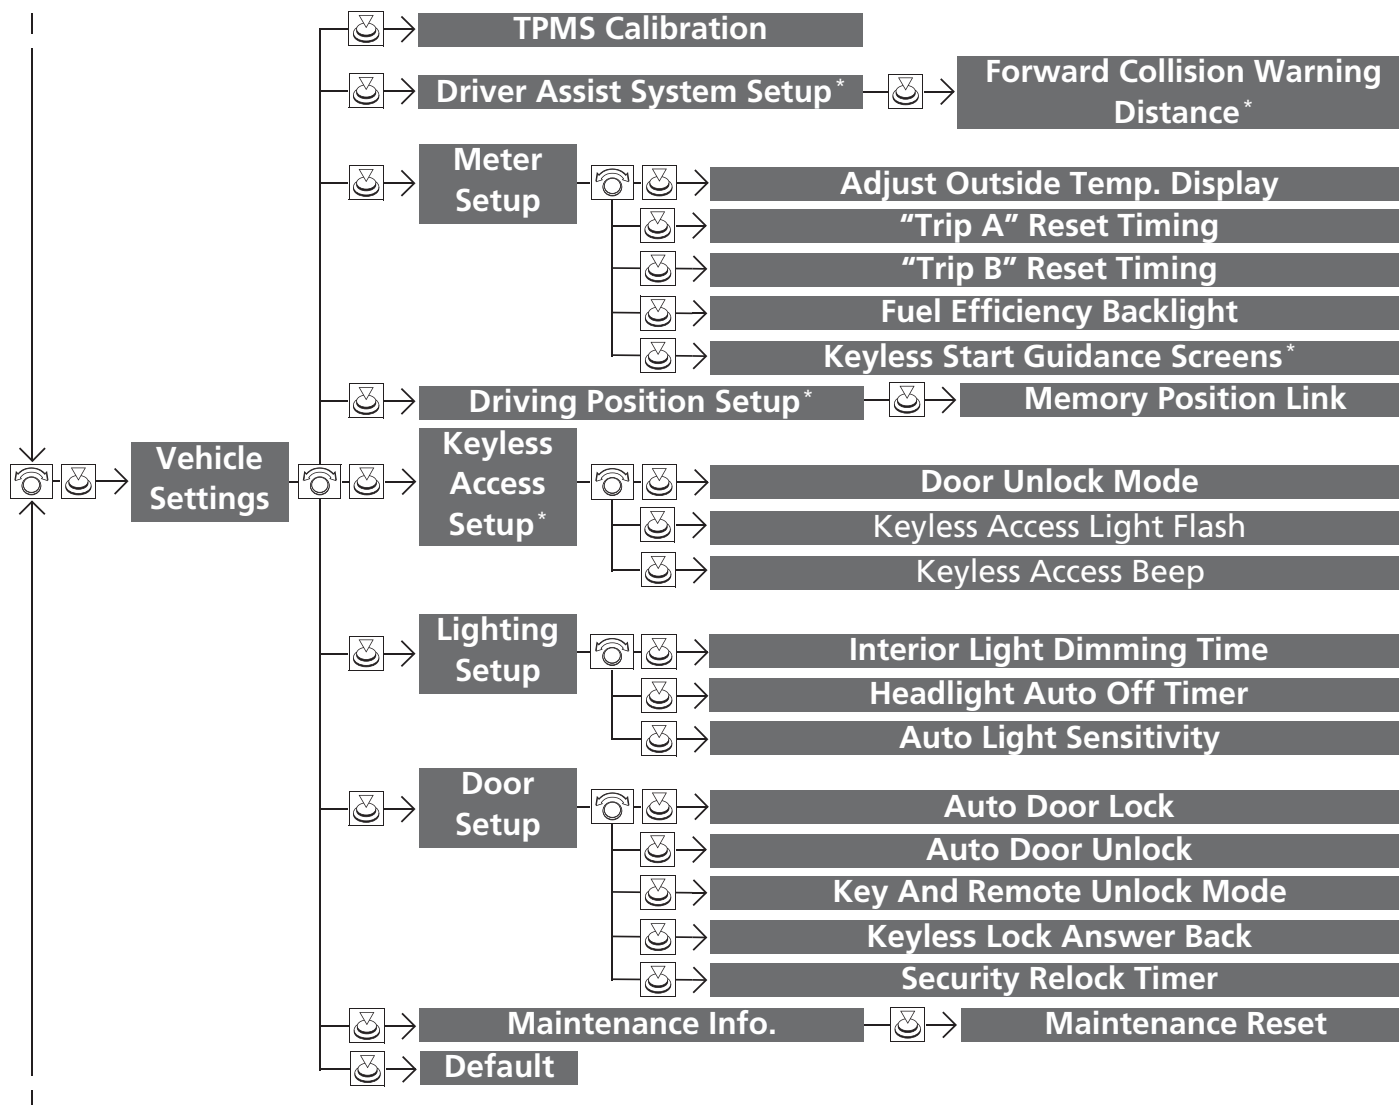 TPMS Calibration
Driver Assist System Setup*
Forward Collision Warning
Distance*
Meter
Setup
Adjust Outside Temp. Display
“Trip A” Reset Timing
“Trip B” Reset Timing
Fuel Efficiency Backlight
Keyless Start Guidance Screens*
Driving Position Setup*
Memory Position Link
Vehicle
Settings
Keyless
Access
Setup*
Door Unlock Mode
Keyless Access Light Flash
Keyless Access Beep
Lighting
Setup
Interior Light Dimming Time
Headlight Auto Off Timer
Auto Light Sensitivity
Door
Setup
Auto Door Lock
Auto Door Unlock
Key And Remote Unlock Mode
Keyless Lock Answer Back
Security Relock Timer
Maintenance Info.
Maintenance Reset
Default